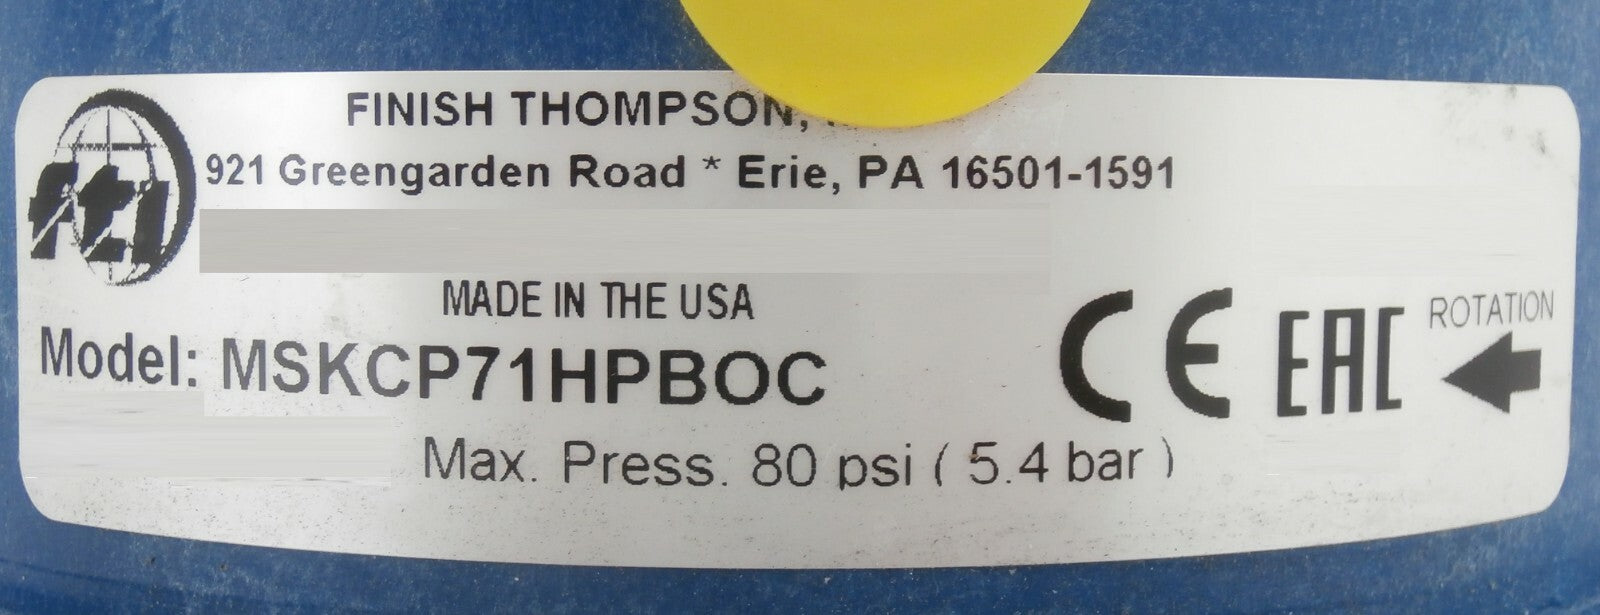 FINISH THOMPSON,
921 Greengarden Road * Erie, PA 16501-1591
fti
MADE IN THE USA
CE EAC
ROTATION
Model: MSKCP71HPBOC
Max. Press. 80 psi ( 5.4 bar )